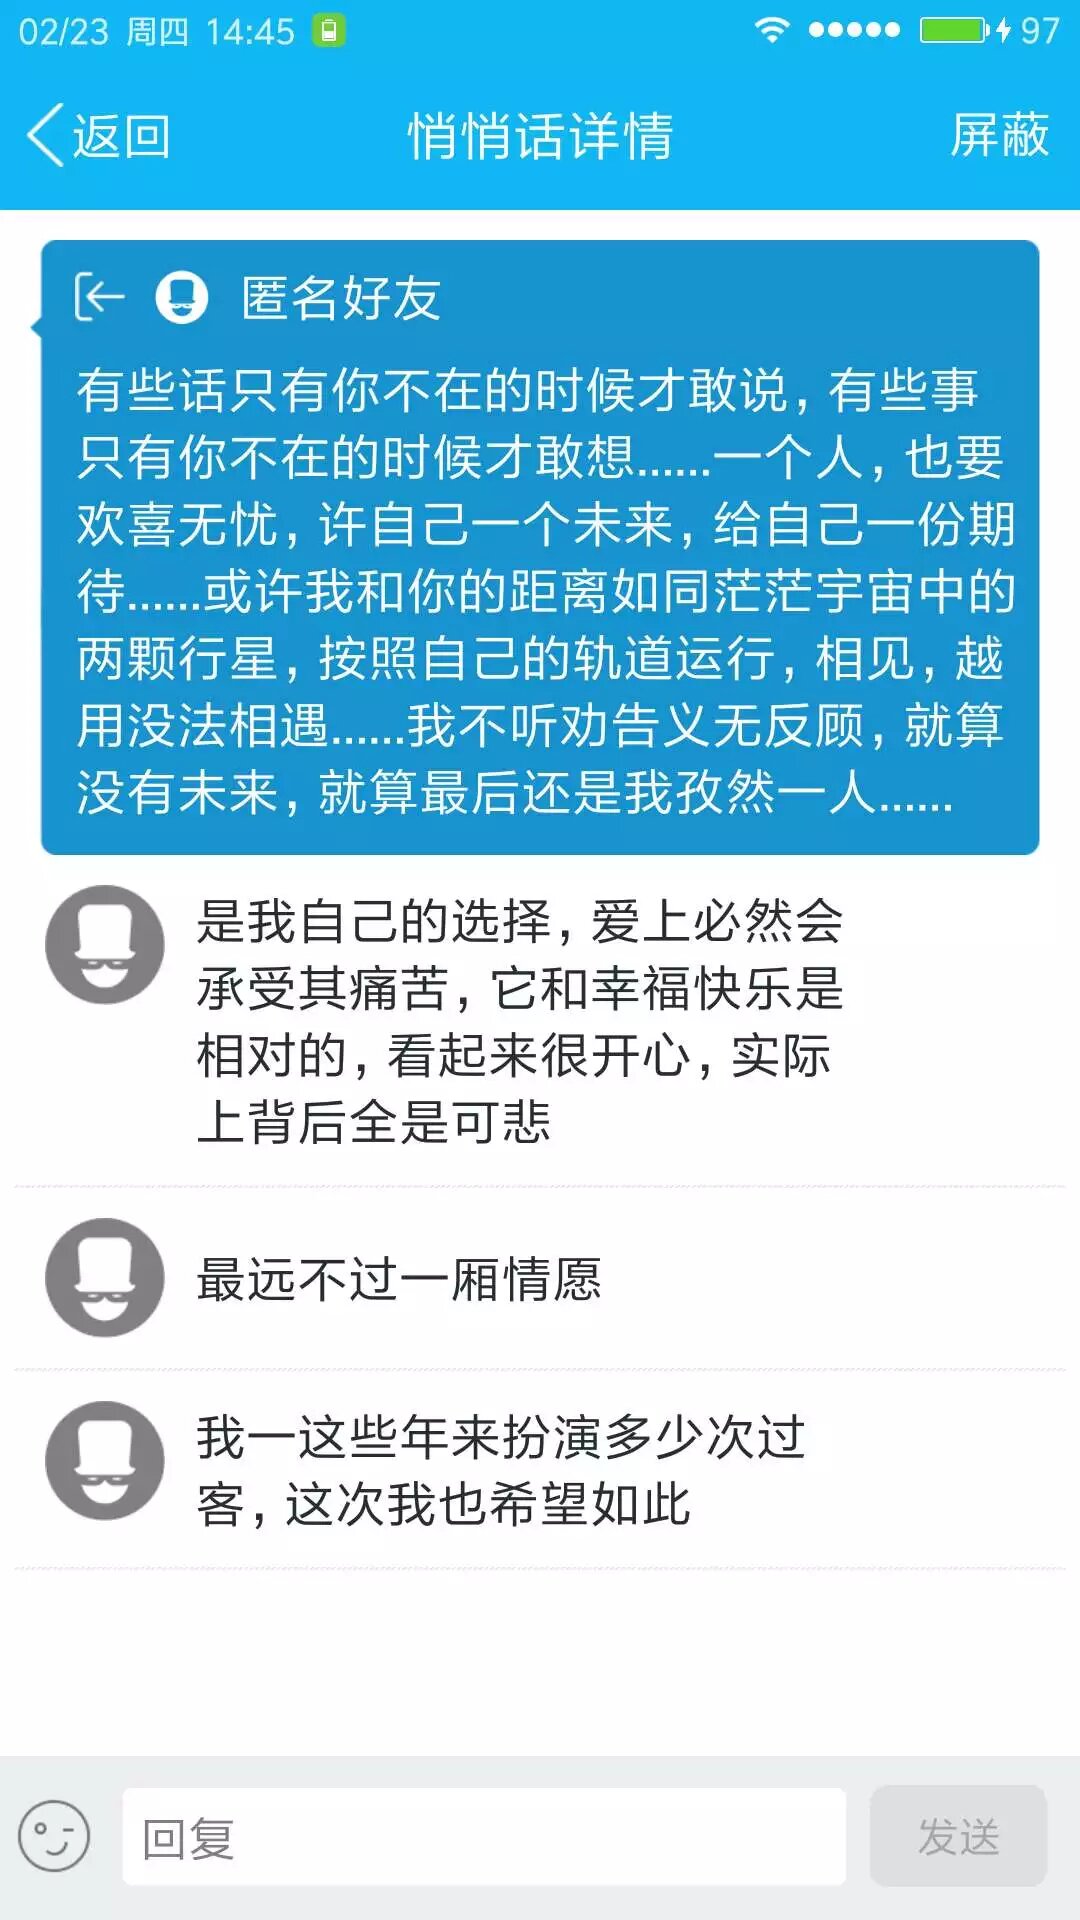 02/23 周四 14:45 97
返回 悄悄话详情 屏蔽
匿名好友
有些话只有你不在的时候才敢说,有些事
只有你不在的时候才敢想......一个人,也要
欢喜无忧,许自己一个未来,给自己一份期
待......或许我和你的距离如同茫茫宇宙中的
两颗行星,按照自己的轨道运行,相见,越
用没法相遇......我不听劝告义无反顾,就算
没有未来,就算最后还是我孜然一人......
是我自己的选择,爱上必然会
承受其痛苦,它和幸福快乐是
相对的,看起来很开心,实际
上背后全是可悲
最远不过一厢情愿
我一这些年来扮演多少次过
客,这次我也希望如此
回复 发送